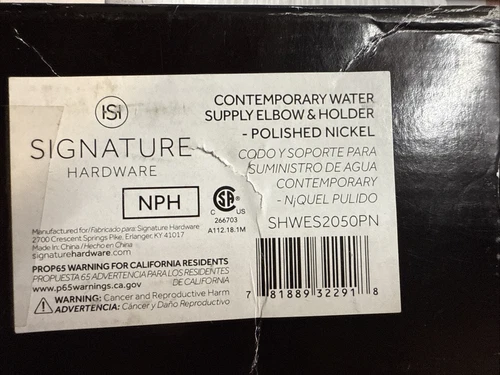 SH
SIGNATURE
HARDWARE
NPH
CONTEMPORARY WATER
SUPPLY ELBOW & HOLDER
- POLISHED NICKEL
CODO Y SOPORTE PARA
SUMINISTRO DE AGUA
CONTEMPORARY
- N¡QUEL PULIDO
SHWES2050PN
SA
C US
266703
A112.18.1M
Manufactured for/Fabricado para: Signature Hardware
2700 Crescent Springs Pike, Erlanger, KY 41017
Made in: China / Hecho en China
signaturehardware.com
PROP65 WARNING FOR CALIFORNIA RESIDENTS
PROPUESTA 65 ADVERTENCIA PARA LOS RESIDENTES
DE CALIFORNIA
www.p65warnings.ca.gov
WARNING: Cancer and Reproductive Harm
ADVERTENCIA: Cáncer y Daño Reproductivo
7 81889 32291 8